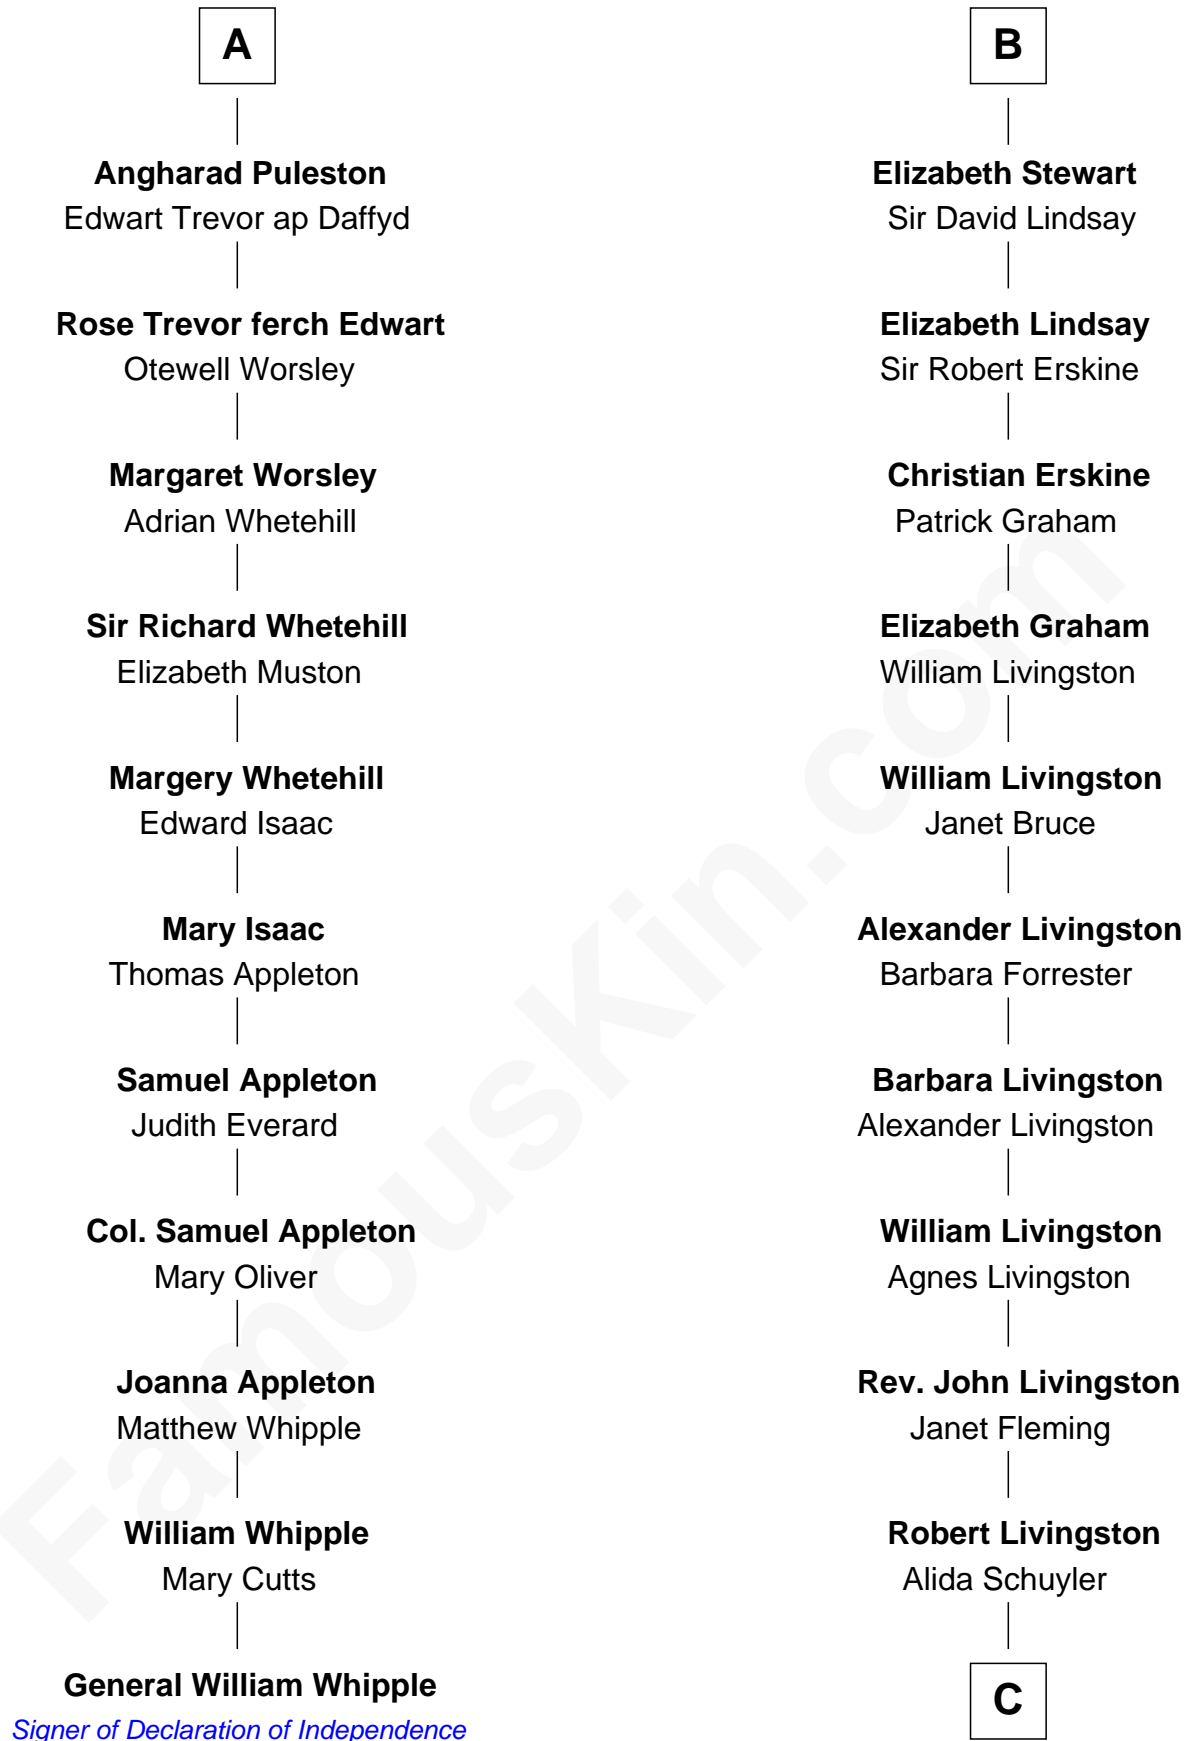 A
Angharad Puleston
Edwart Trevor ap Daffyd
Rose Trevor ferch Edwart
Otewell Worsley
Margaret Worsley
Adrian Whetehill
Sir Richard Whetehill
Elizabeth Muston
Margery Whetehill
Edward Isaac
Mary Isaac
Thomas Appleton
Samuel Appleton
Judith Everard
Col. Samuel Appleton
Mary Oliver
Joanna Appleton
Matthew Whipple
William Whipple
Mary Cutts
General William Whipple
Signer of Declaration of Independence
B
Elizabeth Stewart
Sir David Lindsay
Elizabeth Lindsay
Sir Robert Erskine
Christian Erskine
Patrick Graham
Elizabeth Graham
William Livingston
William Livingston
Janet Bruce
Alexander Livingston
Barbara Forrester
Barbara Livingston
Alexander Livingston
William Livingston
Agnes Livingston
Rev. John Livingston
Janet Fleming
Robert Livingston
Alida Schuyler
C
FamousKin.com